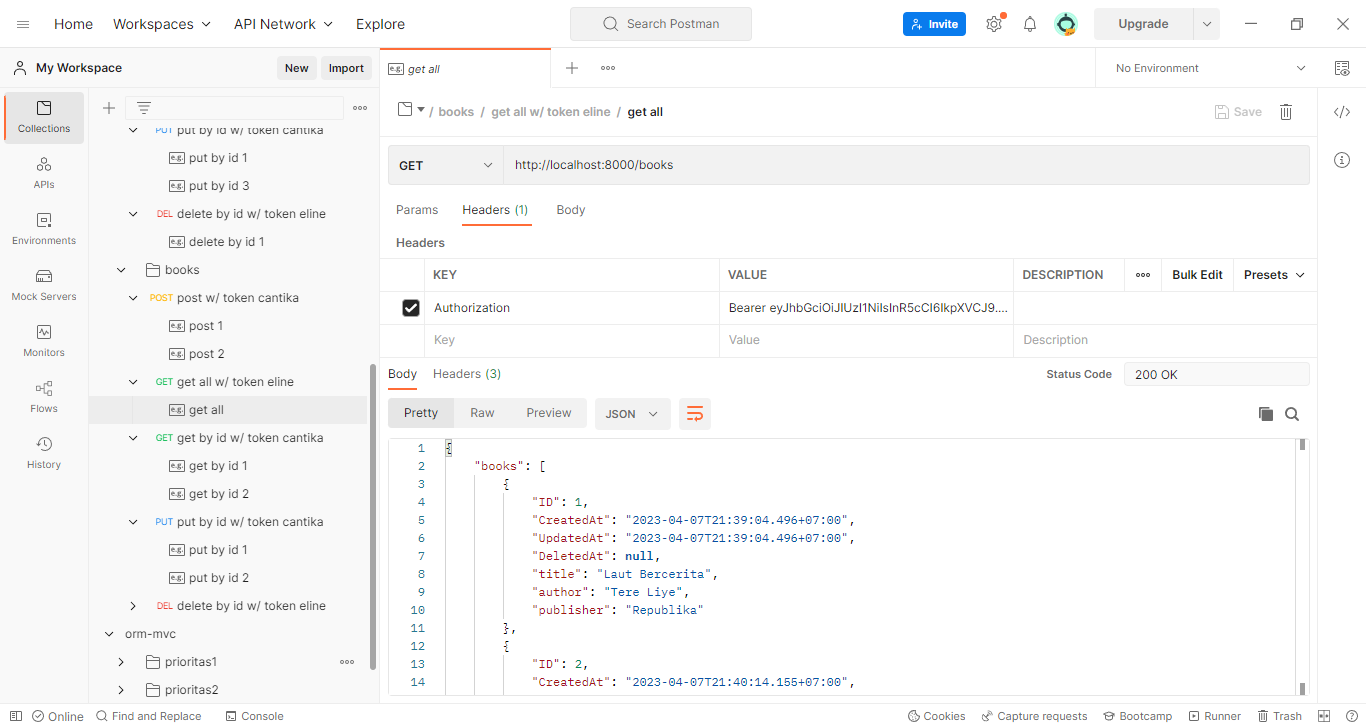 Home Workspaces API Network Explore Search Postman Invite Upgrade
My Workspace New Import get all No Environment
Collections
APIs
Environments
Mock Servers
Monitors
Flows
History
PUT put by id w/ token cantika
e.g. put by id 1
e.g. put by id 3
DEL delete by id w/ token eline
e.g. delete by id 1
books
POST post w/ token cantika
e.g. post 1
e.g. post 2
GET get all w/ token eline
e.g. get all
GET get by id w/ token cantika
e.g. get by id 1
e.g. get by id 2
PUT put by id w/ token cantika
e.g. put by id 1
e.g. put by id 2
DEL delete by id w/ token eline
orm-mvc
prioritas1
prioritas2
/ books / get all w/ token eline / get all Save
GET http://localhost:8000/books
Params Headers (1) Body
Headers
KEY VALUE DESCRIPTION Bulk Edit Presets
Authorization Bearer eyJhbGciOiJIUzI1NiIsInR5cCI6IkpXVCJ9....
Key Value Description
Body Headers (3) Status Code 200 OK
Pretty Raw Preview JSON
1 {
2 "books": [
3 {
4 "ID": 1,
5 "CreatedAt": "2023-04-07T21:39:04.496+07:00",
6 "UpdatedAt": "2023-04-07T21:39:04.496+07:00",
7 "DeletedAt": null,
8 "title": "Laut Bercerita",
9 "author": "Tere Liye",
10 "publisher": "Republika"
11 },
12 {
13 "ID": 2,
14 "CreatedAt": "2023-04-07T21:40:14.155+07:00",
Online Find and Replace Console Cookies Capture requests Bootcamp Runner Trash